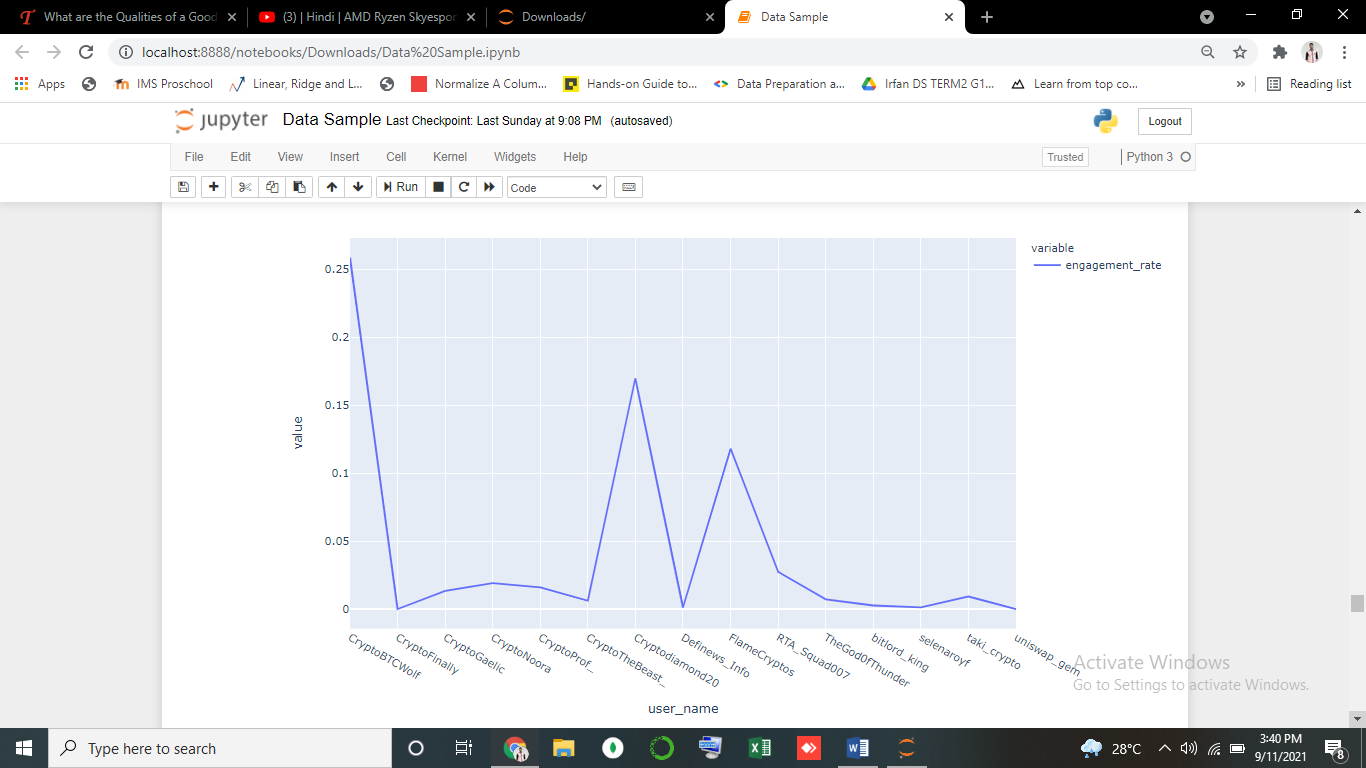 What are the Qualities of a Good
(3) | Hindi | AMD Ryzen Skyespor
Downloads/
Data Sample
localhost:8888/notebooks/Downloads/Data%20Sample.ipynb
Apps
IMS Proschool
Linear, Ridge and L...
Normalize A Colum...
Hands-on Guide to...
Data Preparation a...
Irfan DS TERM2 G1...
Learn from top co...
»
Reading list
jupyter Data Sample Last Checkpoint: Last Sunday at 9:08 PM (autosaved)
Logout
File Edit View Insert Cell Kernel Widgets Help
Trusted
Python 3
Run
Code
variable
engagement_rate
0.25
0.2
0.15
0.1
0.05
0
value
CryptoBTCWolf
CryptoFinally
CryptoGaelic
CryptoNoora
CryptoProf_
CryptoTheBeast_
Cryptodiamond20
Definews_Info
FlameCryptos
RTA_Squad007
TheGod0fThunder
bitlord_king
selenaroyf
taki_crypto
uniswap_gem
user_name
Activate Windows
Go to Settings to activate Windows.
Type here to search
28°C
3:40 PM
9/11/2021
8